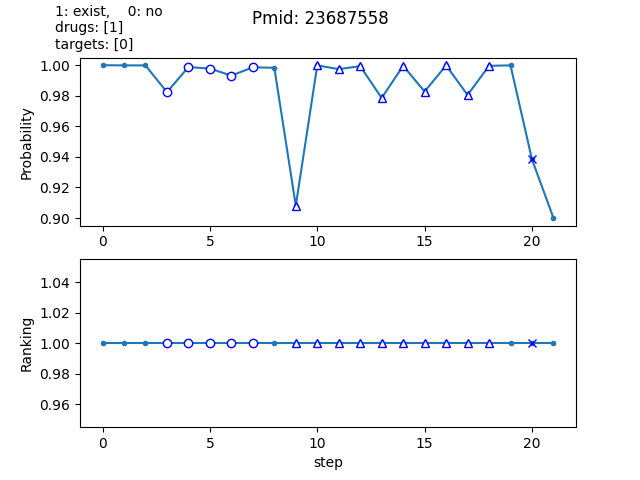 1: exist,    0: no
drugs: [1]
targets: [0]
Pmid: 23687558
1.00
0.98
0.96
0.94
0.92
0.90
Probability
0 5 10 15 20
1.04
1.02
1.00
0.98
0.96
Ranking
0 5 10 15 20
step